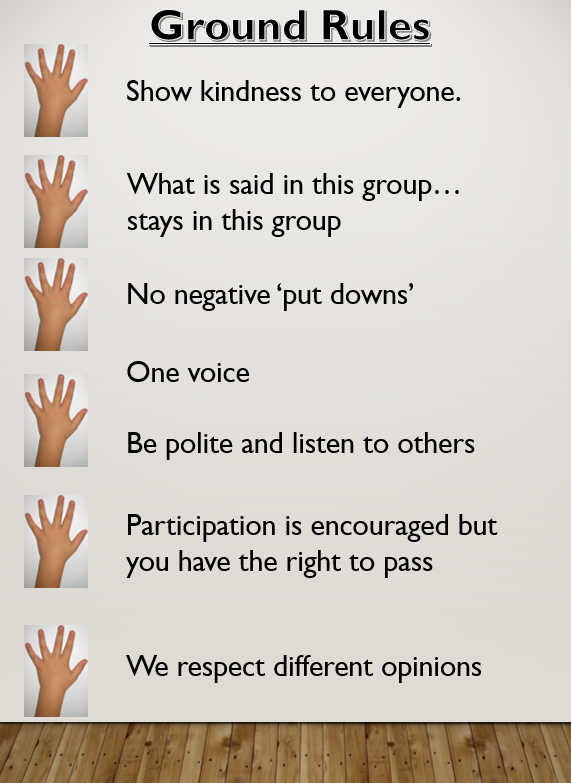 Ground Rules
Show kindness to everyone.
What is said in this group…
stays in this group
No negative ‘put downs’
One voice
Be polite and listen to others
Participation is encouraged but
you have the right to pass
We respect different opinions